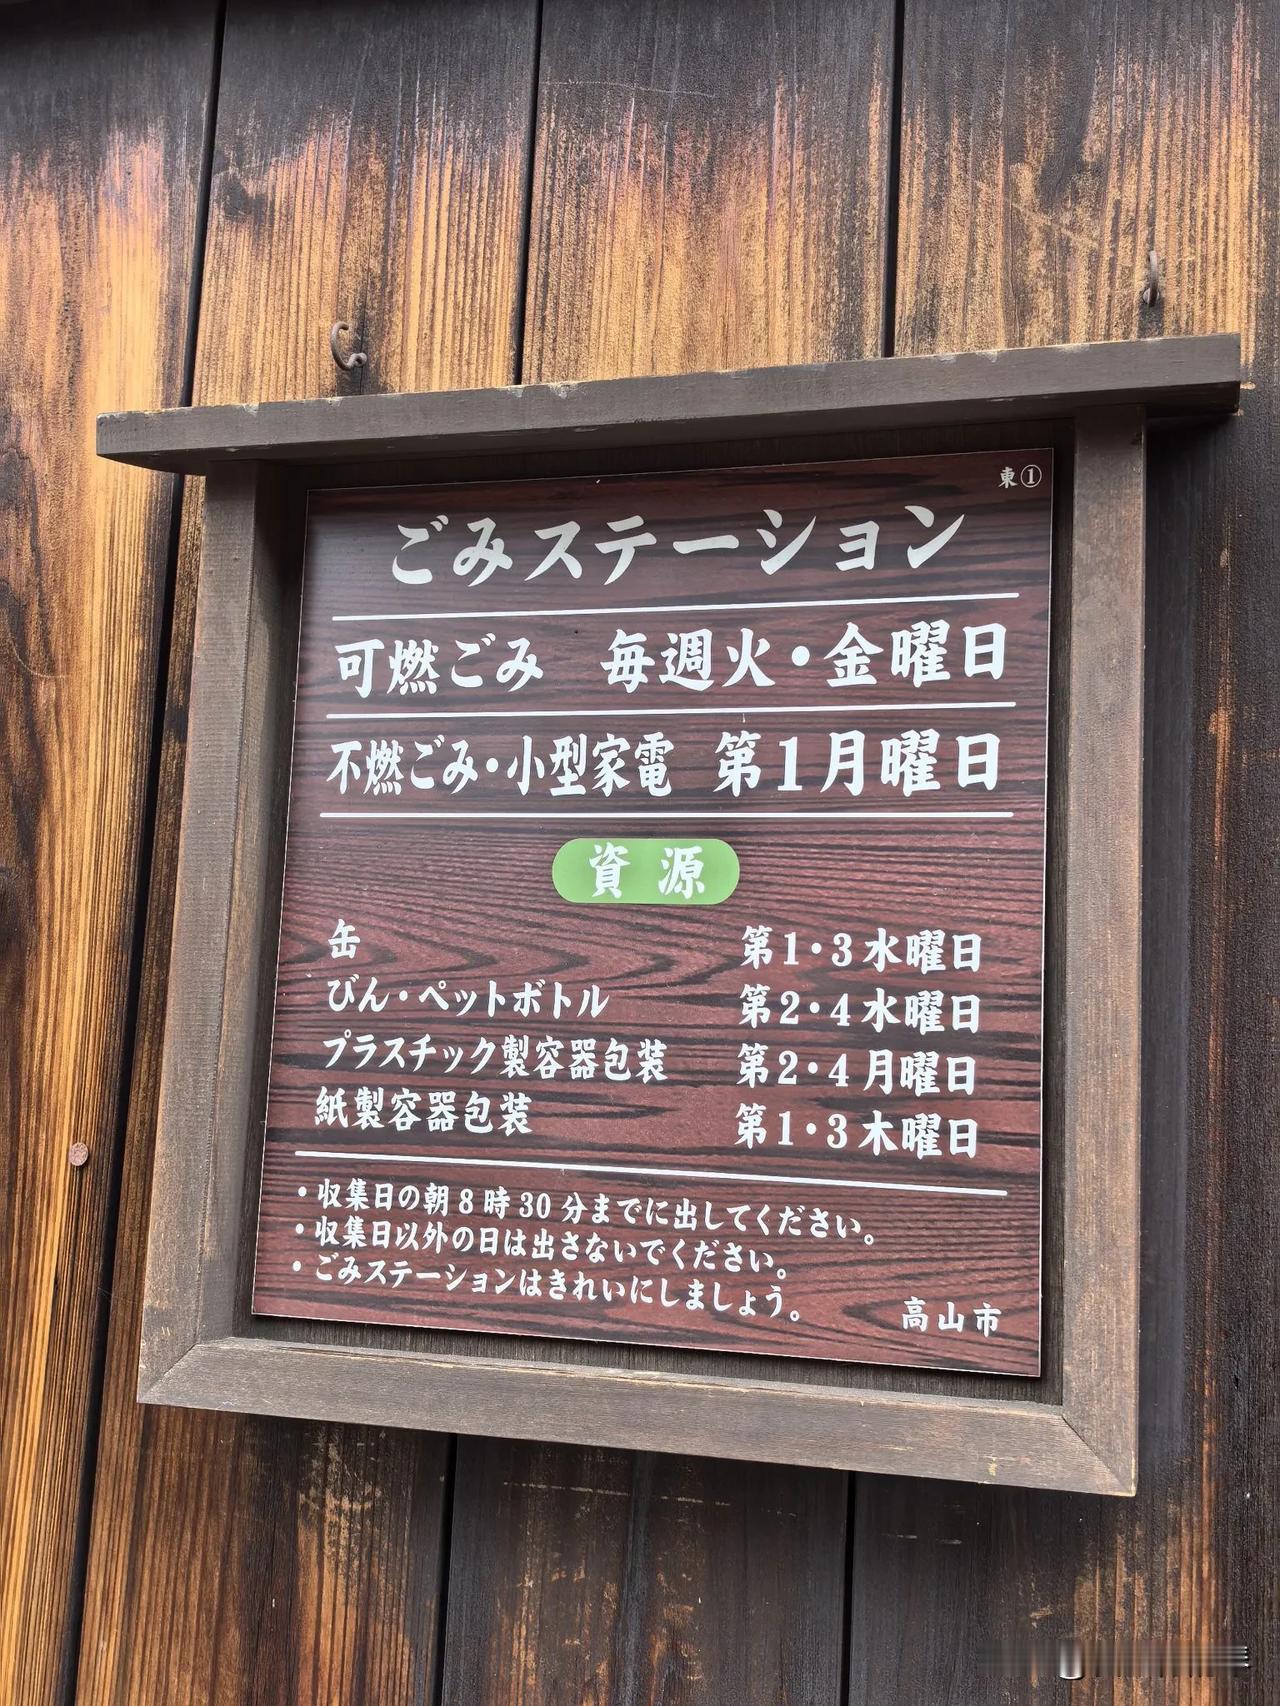 東①
ごみステーション
可燃ごみ 毎週火・金曜日
不燃ごみ・小型家電 第1月曜日
資源
缶 第1・3水曜日
びん・ペットボトル 第2・4水曜日
プラスチック製容器包装 第2・4月曜日
紙製容器包装 第1・3木曜日
・収集日の朝8時30分までに出してください。
・収集日以外の日は出さないでください。
・ごみステーションはきれいにしましょう。
高山市